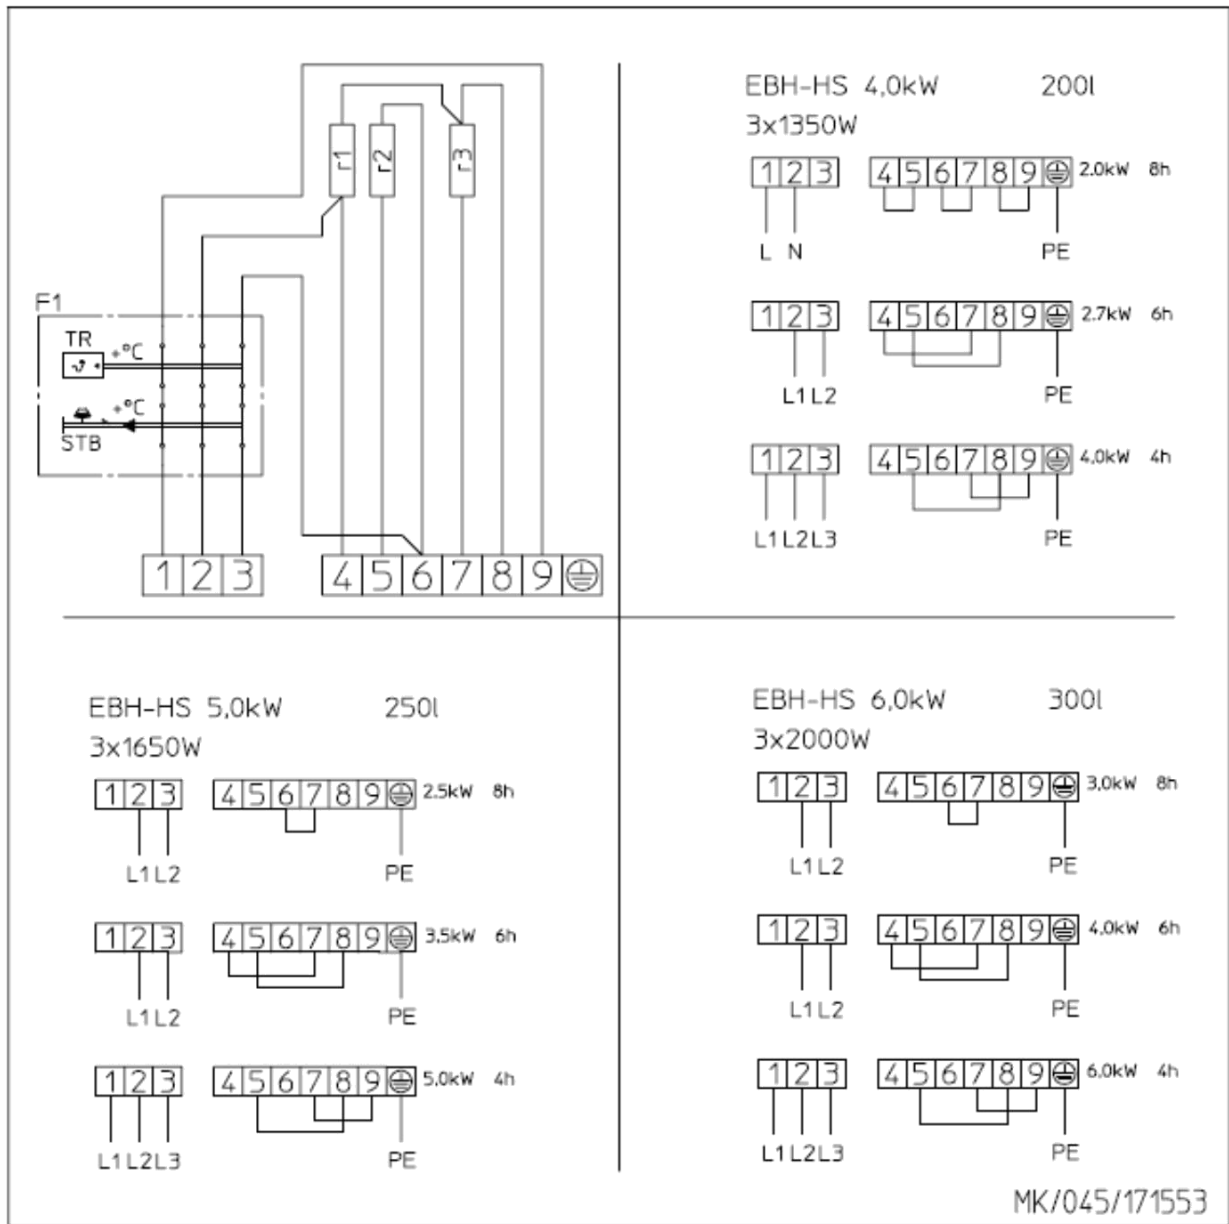 r1 r2 r3
F1
TR +°C
+°C
STB
1 2 3 4 5 6 7 8 9
EBH-HS 4,0kW 200l
3x1350W
1 2 3 4 5 6 7 8 9 2.0kW 8h
L N PE
1 2 3 4 5 6 7 8 9 2.7kW 6h
L1 L2 PE
1 2 3 4 5 6 7 8 9 4,0kW 4h
L1 L2 L3 PE
EBH-HS 5,0kW 250l
3x1650W
1 2 3 4 5 6 7 8 9 2.5kW 8h
L1 L2 PE
1 2 3 4 5 6 7 8 9 3,5kW 6h
L1 L2 PE
1 2 3 4 5 6 7 8 9 5,0kW 4h
L1 L2 L3 PE
EBH-HS 6,0kW 300l
3x2000W
1 2 3 4 5 6 7 8 9 3,0kW 8h
L1 L2 PE
1 2 3 4 5 6 7 8 9 4.0kW 6h
L1 L2 PE
1 2 3 4 5 6 7 8 9 6.0kW 4h
L1 L2 L3 PE
MK/045/171553